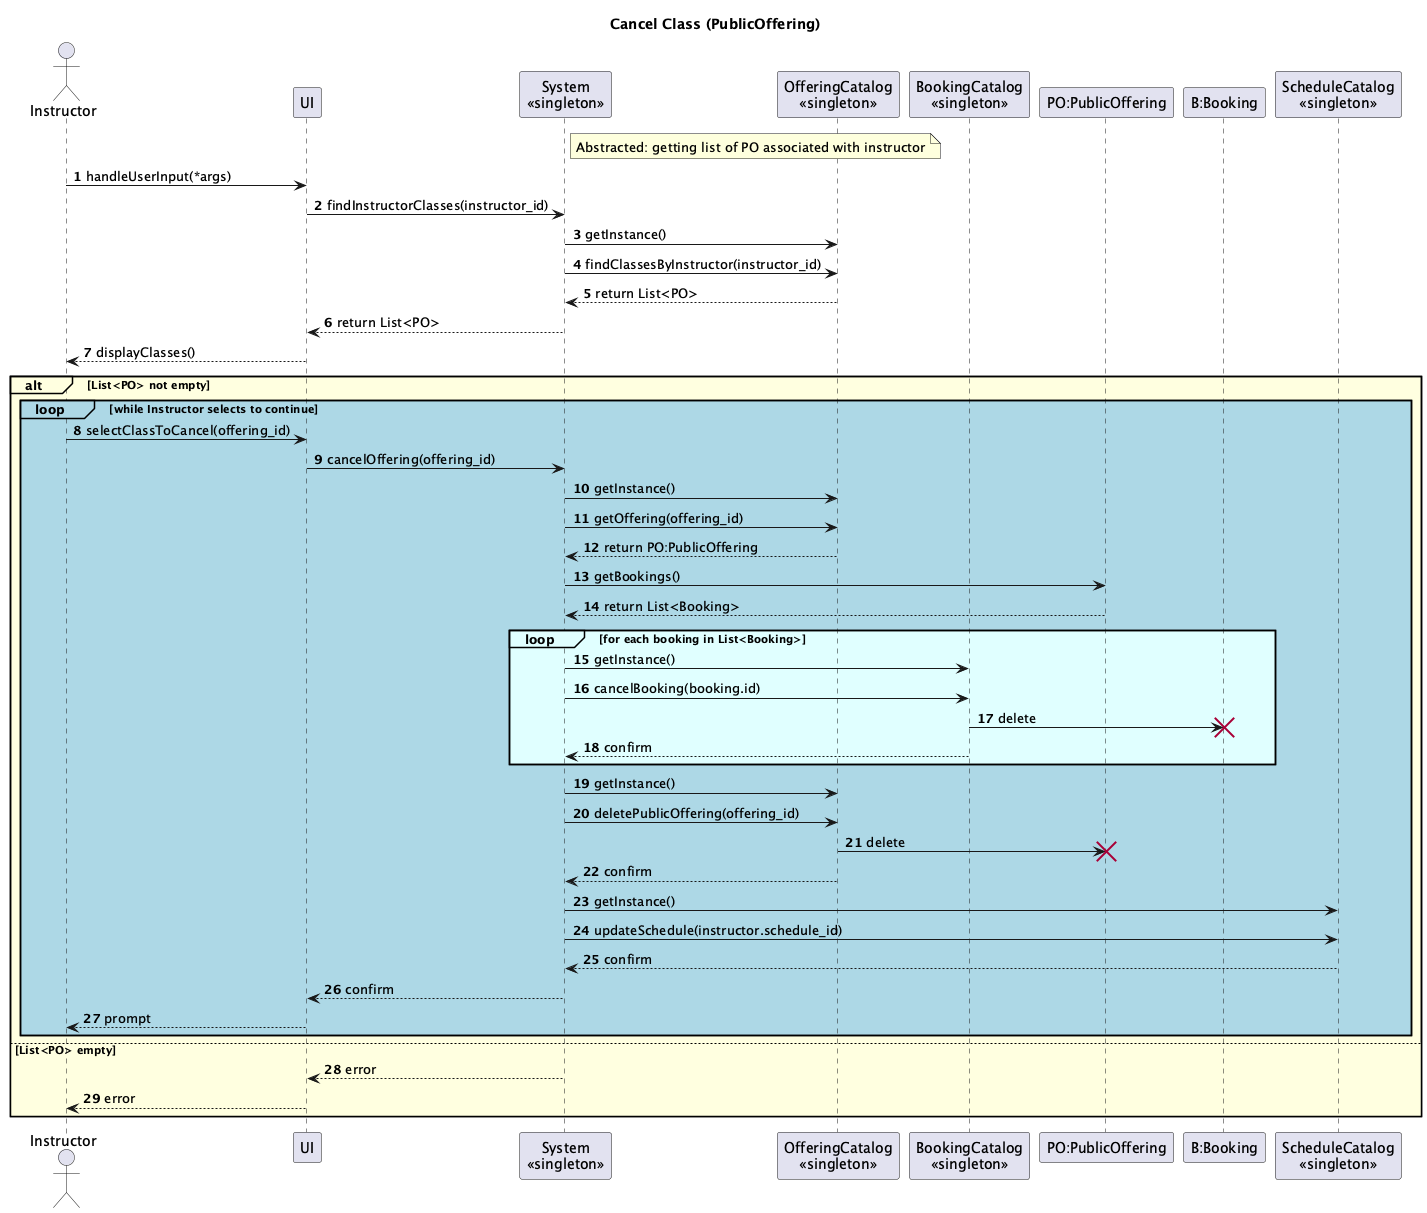 Cancel Class (PublicOffering)
Instructor
UI
System
«singleton»
OfferingCatalog
«singleton»
BookingCatalog
«singleton»
PO:PublicOffering
B:Booking
ScheduleCatalog
«singleton»
Abstracted: getting list of PO associated with instructor
1 handleUserInput(*args)
2 findInstructorClasses(instructor_id)
3 getInstance()
4 findClassesByInstructor(instructor_id)
5 return List<PO>
6 return List<PO>
7 displayClasses()
alt [List<PO> not empty]
loop [while Instructor selects to continue]
8 selectClassToCancel(offering_id)
9 cancelOffering(offering_id)
10 getInstance()
11 getOffering(offering_id)
12 return PO:PublicOffering
13 getBookings()
14 return List<Booking>
loop [for each booking in List<Booking>]
15 getInstance()
16 cancelBooking(booking.id)
17 delete
18 confirm
19 getInstance()
20 deletePublicOffering(offering_id)
21 delete
22 confirm
23 getInstance()
24 updateSchedule(instructor.schedule_id)
25 confirm
26 confirm
27 prompt
[List<PO> empty]
28 error
29 error
Instructor
UI
System
«singleton»
OfferingCatalog
«singleton»
BookingCatalog
«singleton»
PO:PublicOffering
B:Booking
ScheduleCatalog
«singleton»